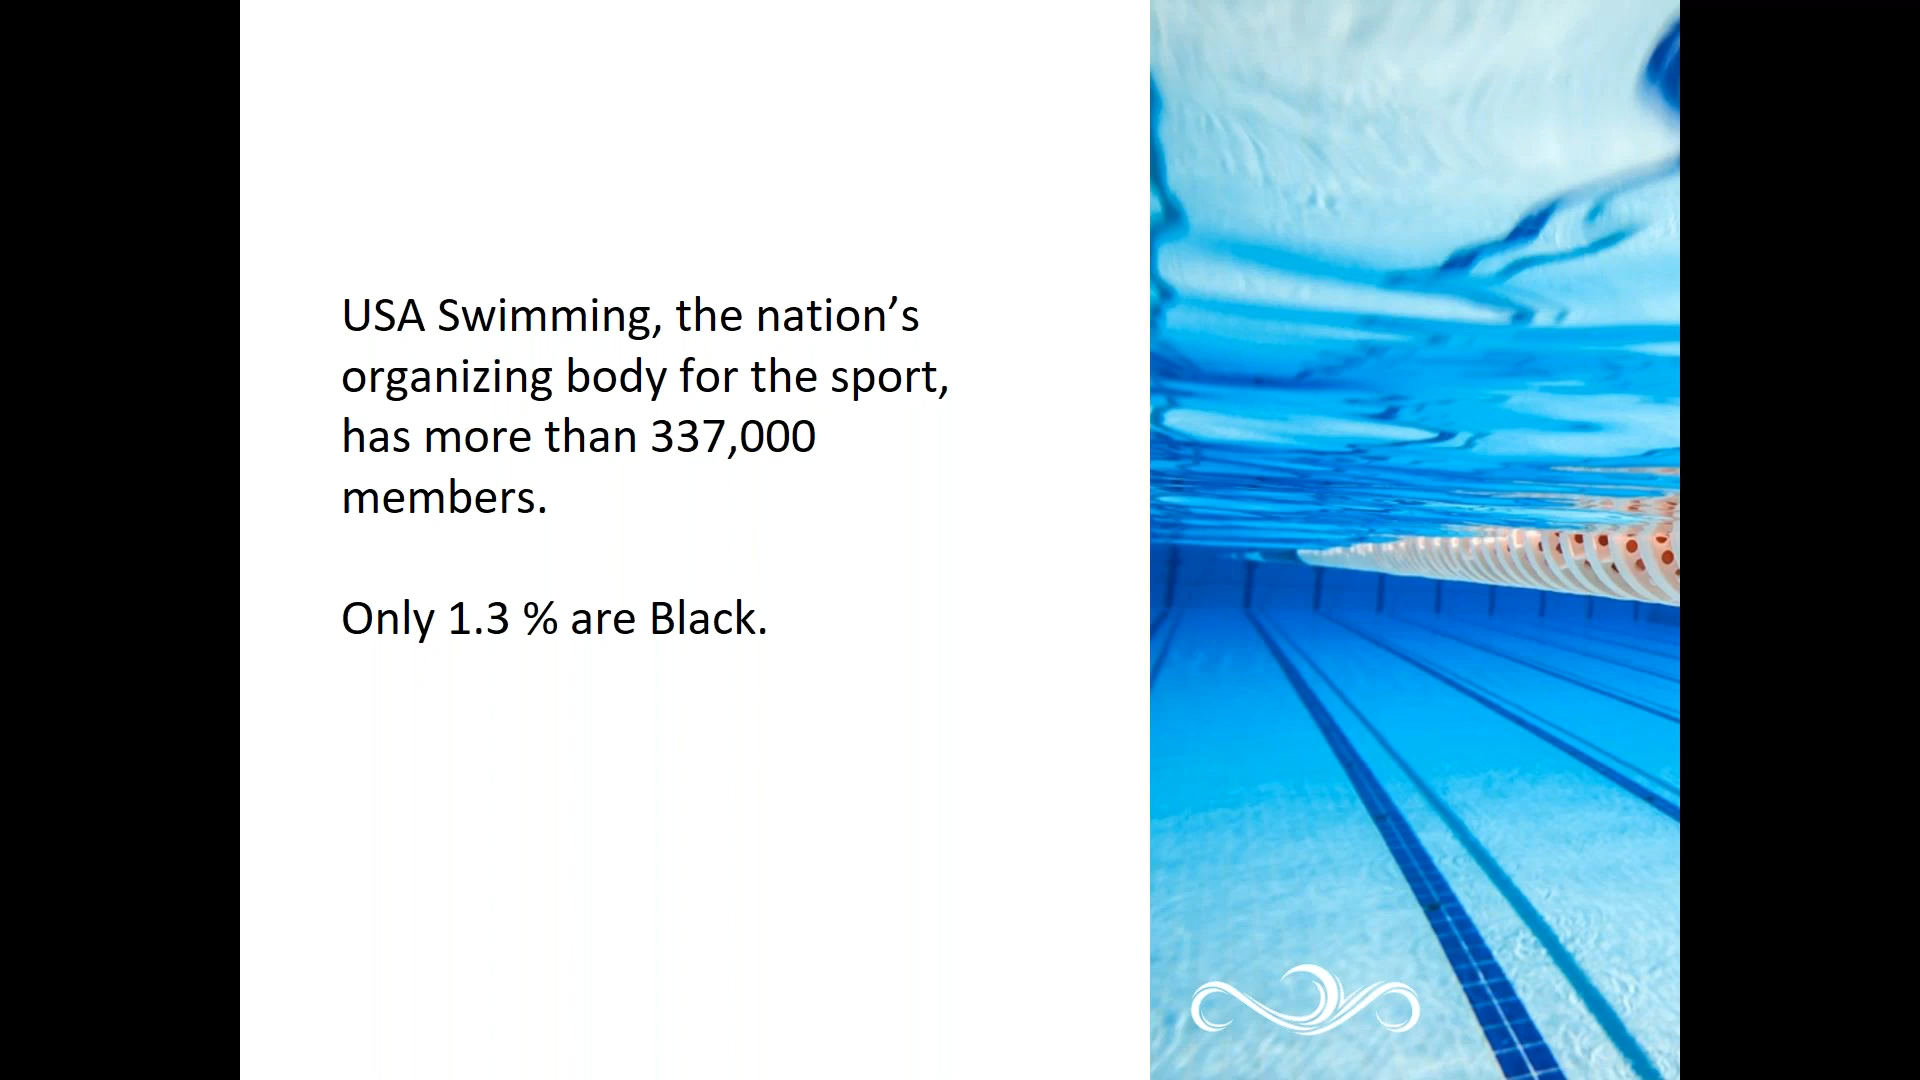 USA Swimming, the nation’s
organizing body for the sport,
has more than 337,000
members.
Only 1.3 % are Black.